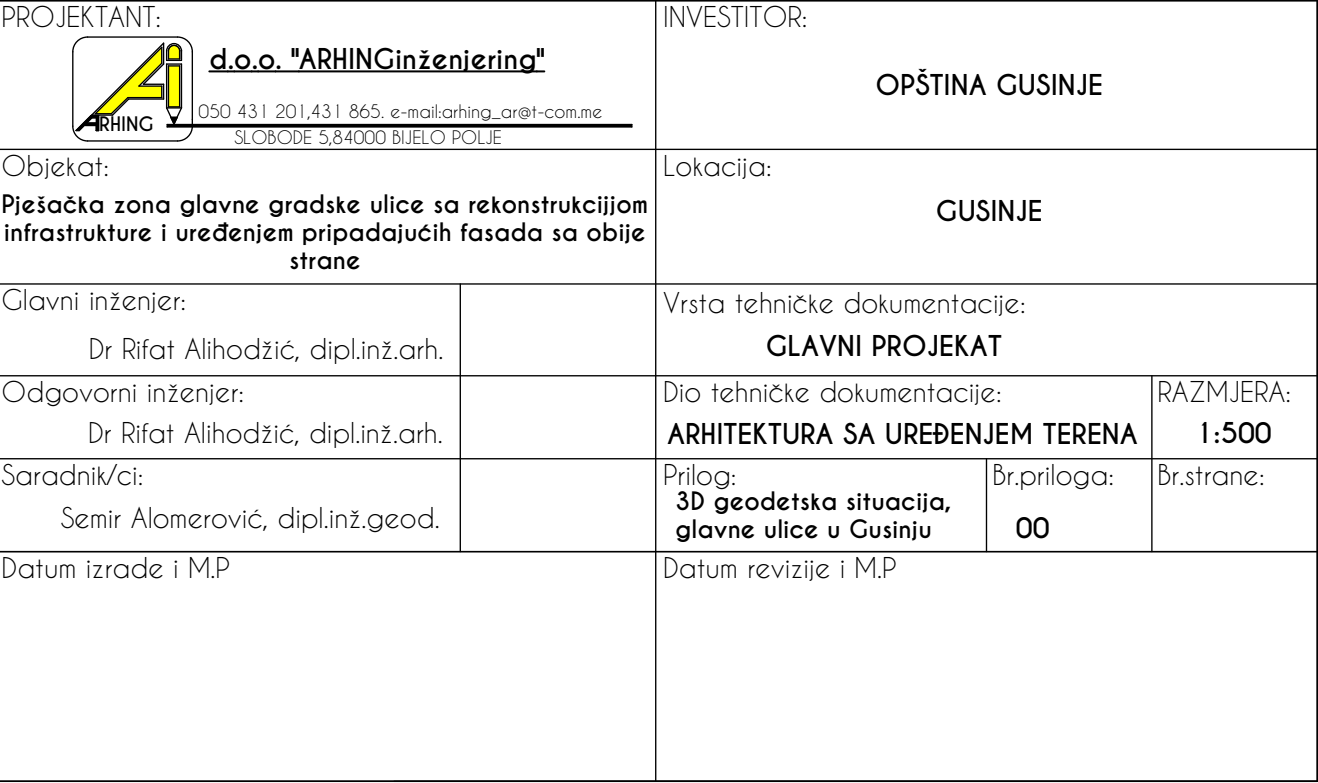 PROJEKTANT:
d.o.o. "ARHINGinženjering"
ARHING
050 431 201,431 865. e-mail:arhing_ar@t-com.me
SLOBODE 5,84000 BIJELO POLJE
INVESTITOR:
OPŠTINA GUSINJE
Objekat:
Pješačka zona glavne gradske ulice sa rekonstrukcijjom
infrastrukture i uređenjem pripadajućih fasada sa obije
strane
Lokacija:
GUSINJE
Glavni inženjer:
Dr Rifat Alihodžić, dipl.inž.arh.
Vrsta tehničke dokumentacije:
GLAVNI PROJEKAT
Odgovorni inženjer:
Dr Rifat Alihodžić, dipl.inž.arh.
Dio tehničke dokumentacije:
ARHITEKTURA SA UREĐENJEM TERENA
RAZMJERA:
1:500
Saradnik/ci:
Semir Alomerović, dipl.inž.geod.
Prilog:
3D geodetska situacija,
glavne ulice u Gusinju
Br.priloga:
00
Br.strane:
Datum izrade i M.P
Datum revizije i M.P